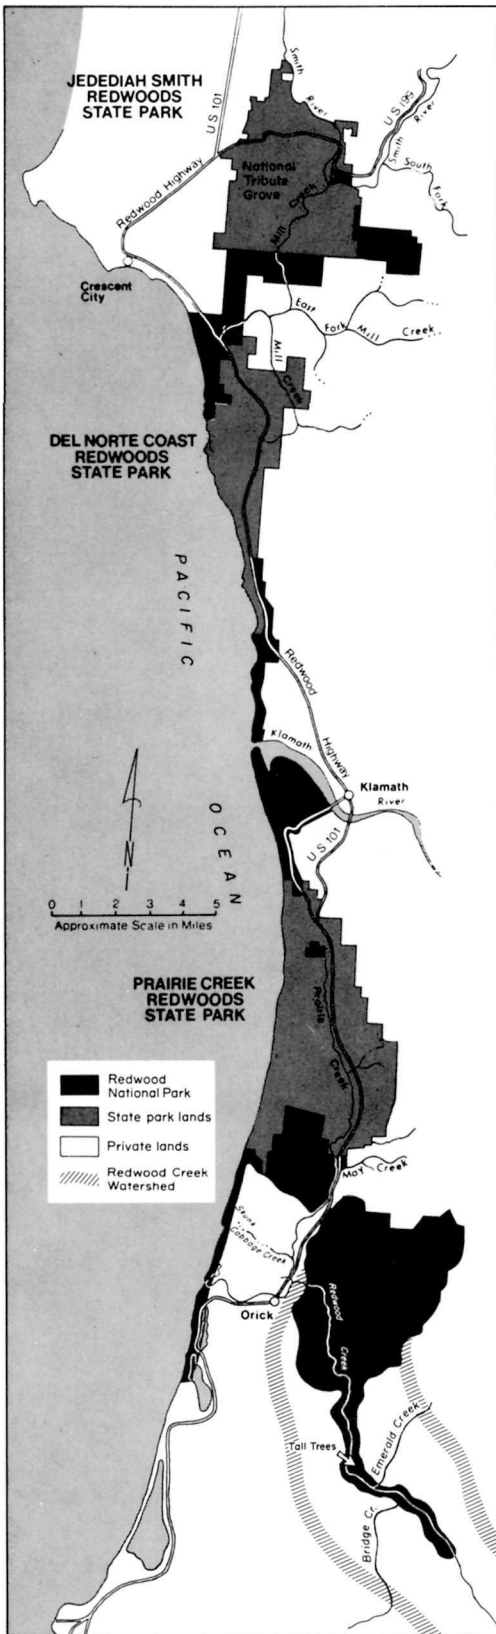 JEDEDIAH SMITH
REDWOODS
STATE PARK
US 101
Smith
River
US 199
River
Smith
South
Fork
National
Tribute
Grove
Redwood Highway
Mill Creek
Crescent
City
East
Fork Mill Creek
Mill
Creek
DEL NORTE COAST
REDWOODS
STATE PARK
PACIFIC
OCEAN
Redwood
Highway
Klamath
River
Klamath
US 101
N
0 1 2 3 4 5
Approximate Scale in Miles
PRAIRIE CREEK
REDWOODS
STATE PARK
Prairie
Creek
Redwood
National Park
State park lands
Private lands
Redwood Creek
Watershed
May Creek
Skunk
Cabbage Creek
Orick
Redwood
Creek
Tall Trees
Emerald Creek
Bridge Cr.